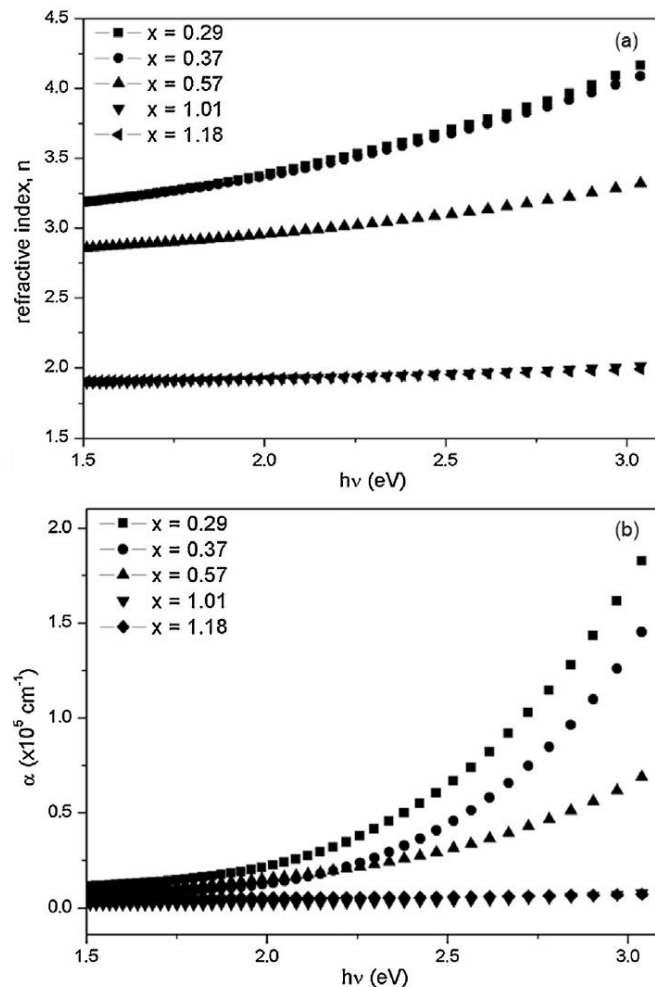 (a)
x = 0.29
x = 0.37
x = 0.57
x = 1.01
x = 1.18
4.5
4.0
3.5
3.0
2.5
2.0
1.5
refractive index, n
1.5
2.0
2.5
3.0
hν (eV)
(b)
x = 0.29
x = 0.37
x = 0.57
x = 1.01
x = 1.18
2.0
1.5
1.0
0.5
0.0
α (x10⁵ cm⁻¹)
1.5
2.0
2.5
3.0
hν (eV)